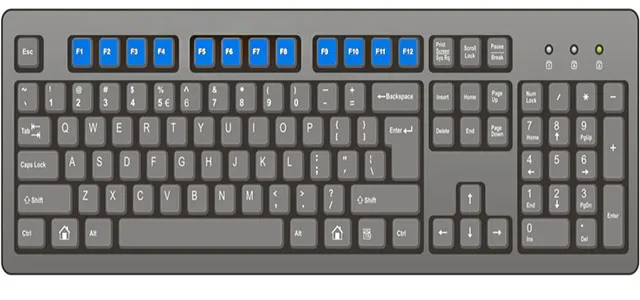 Esc F1 F2 F3 F4 F5 F6 F7 F8 F9 F10 F11 F12 Print Screen Sys Rq Scroll Lock Pause Break
~ ` ! 1 @ 2 # 3 $ 4 % 5 € ^ 6 & 7 * 8 ( 9 ) 0 _ - + = ←Backspace Insert Home Page Up Num Lock / * −
Tab Q W E R T Y U I O P { [ } ] Enter ↵ Delete End Page Down 7 Home 8 ↑ 9 PgUp +
Caps Lock A S D F G H J K L : ; " ' | \ 4 ← 5 6 →
⇧ Shift Z X C V B N M < , > . ? / ⇧ Shift ↑ 1 End 2 ↓ 3 PgDn Enter
Ctrl Alt Alt Ctrl ← ↓ → 0 Ins . Del